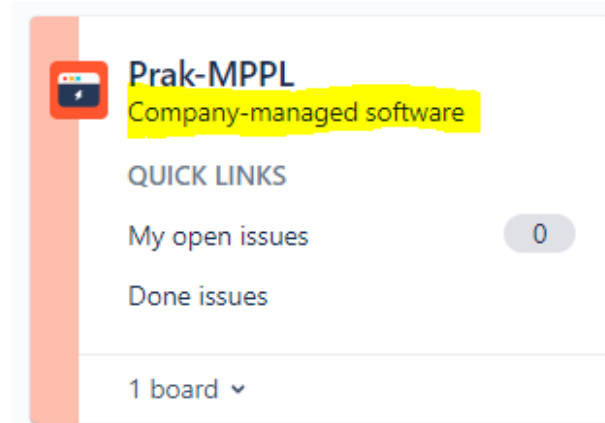 Prak-MPPL
Company-managed software
QUICK LINKS
My open issues 0
Done issues
1 board